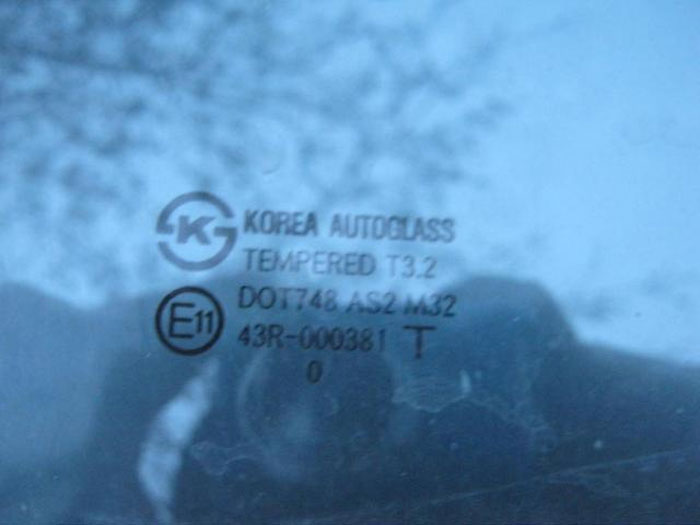 K KOREA AUTOGLASS
TEMPERED T3.2
DOT748 AS2 M32
E11 43R-000381 T
0